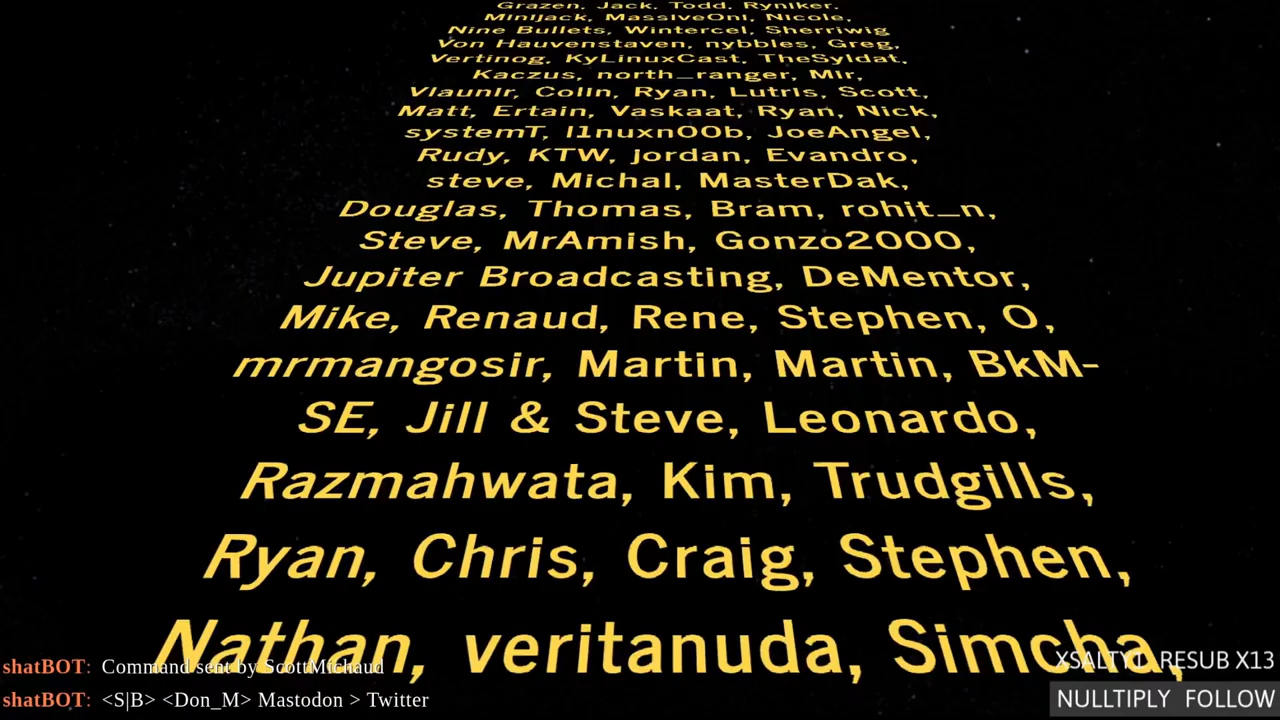 Grazen, Jack, Todd, Ryniker,
Minijack, MassiveOni, Nicole,
Nine Bullets, Wintercel, Sherriwig
Von Hauvenstaven, nybbles, Greg,
Vertinog, KyLinuxCast, TheSyldat,
Kaczus, north_ranger, Mir,
Vlaunir, Colin, Ryan, Lutris, Scott,
Matt, Ertain, Vaskaat, Ryan, Nick,
systemT, l1nuxn00b, JoeAngel,
Rudy, KTW, jordan, Evandro,
steve, Michal, MasterDak,
Douglas, Thomas, Bram, rohit_n,
Steve, MrAmish, Gonzo2000,
Jupiter Broadcasting, DeMentor,
Mike, Renaud, Rene, Stephen, O,
mrmangosir, Martin, Martin, BkM-
SE, Jill & Steve, Leonardo,
Razmahwata, Kim, Trudgills,
Ryan, Chris, Craig, Stephen,
Nathan, veritanuda, Simcha,
shatBOT: Command sent by ScottMichaud
XSALTY1 RESUB X13
shatBOT: <S|B> <Don_M> Mastodon > Twitter
NULLTIPLY FOLLOW